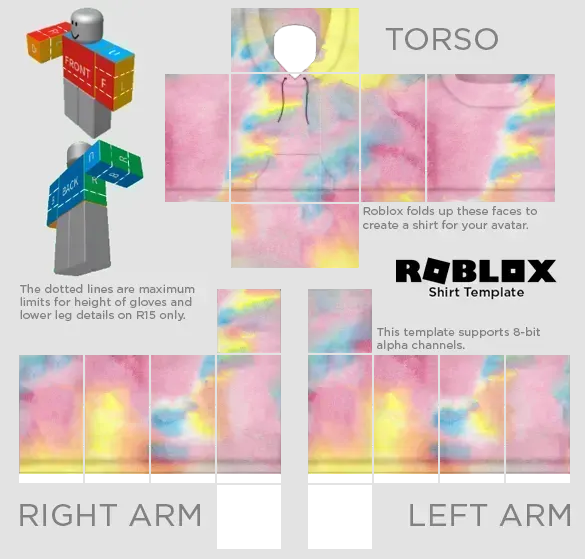 TORSO
FRONT
F
L
U
BACK
R
B
U
Roblox folds up these faces to
create a shirt for your avatar.
ROBLOX
Shirt Template
The dotted lines are maximum
limits for height of gloves and
lower leg details on R15 only.
This template supports 8-bit
alpha channels.
RIGHT ARM
LEFT ARM